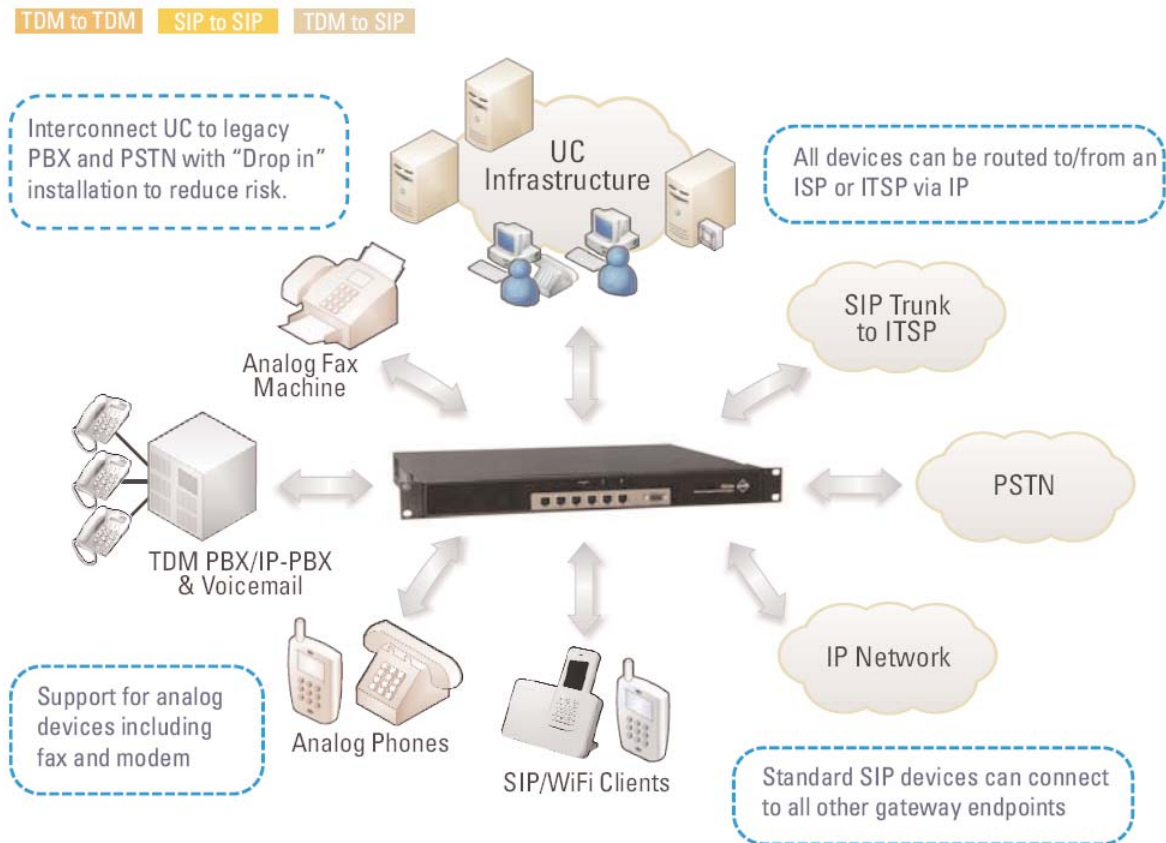 TDM to TDM SIP to SIP TDM to SIP
Interconnect UC to legacy
PBX and PSTN with “Drop in”
installation to reduce risk.
UC
Infrastructure
All devices can be routed to/from an
ISP or ITSP via IP
Analog Fax
Machine
SIP Trunk
to ITSP
TDM PBX/IP-PBX
& Voicemail
PSTN
Support for analog
devices including
fax and modem
Analog Phones
SIP/WiFi Clients
IP Network
Standard SIP devices can connect
to all other gateway endpoints